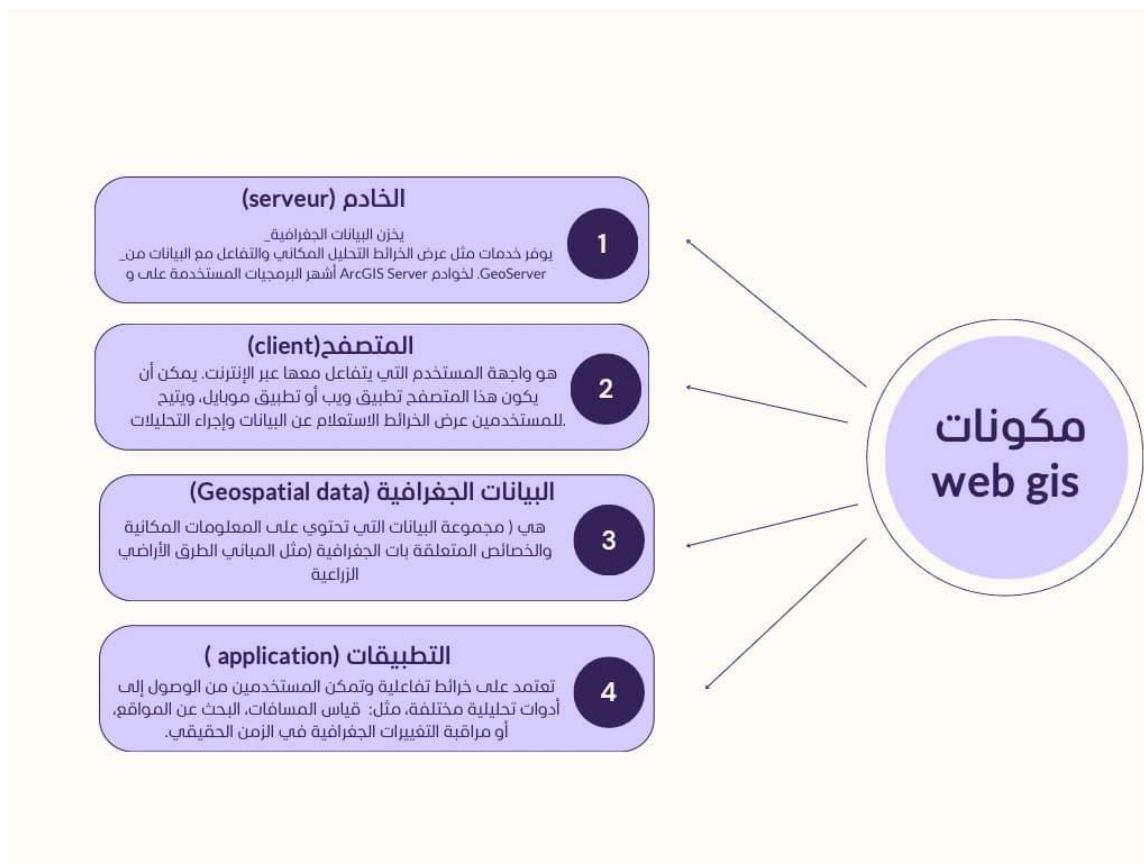 مكونات
web gis
الخادم (serveur)
1
يخزن البيانات الجغرافية_
يوفر خدمات مثل عرض الخرائط التحليل المكاني والتفاعل مع البيانات من_
GeoServer. لخوادم ArcGIS Server أشهر البرمجيات المستخدمة على و
المتصفح(client)
2
هو واجهة المستخدم التي يتفاعل معها عبر الإنترنت. يمكن أن
يكون هذا المتصفح تطبيق ويب أو تطبيق موبايل، ويتيح
.للمستخدمين عرض الخرائط الاستعلام عن البيانات وإجراء التحليلات
البيانات الجغرافية (Geospatial data)
3
هي ( مجموعة البيانات التي تحتوي على المعلومات المكانية
والخصائص المتعلقة بات الجغرافية (مثل المباني الطرق الأراضي
الزراعية
التطبيقات (application )
4
تعتمد على خرائط تفاعلية وتمكن المستخدمين من الوصول إلى
أدوات تحليلية مختلفة، مثل: قياس المسافات، البحث عن المواقع،
أو مراقبة التغييرات الجغرافية في الزمن الحقيقي.